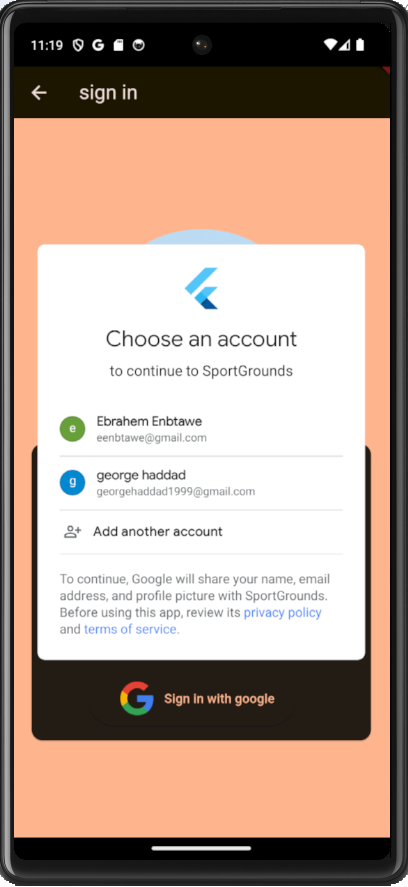 11:19
sign in
Choose an account
to continue to SportGrounds
e
Ebrahem Enbtawe
eenbtawe@gmail.com
g
george haddad
georgehaddad1999@gmail.com
Add another account
To continue, Google will share your name, email
address, and profile picture with SportGrounds.
Before using this app, review its privacy policy
and terms of service.
Sign in with google